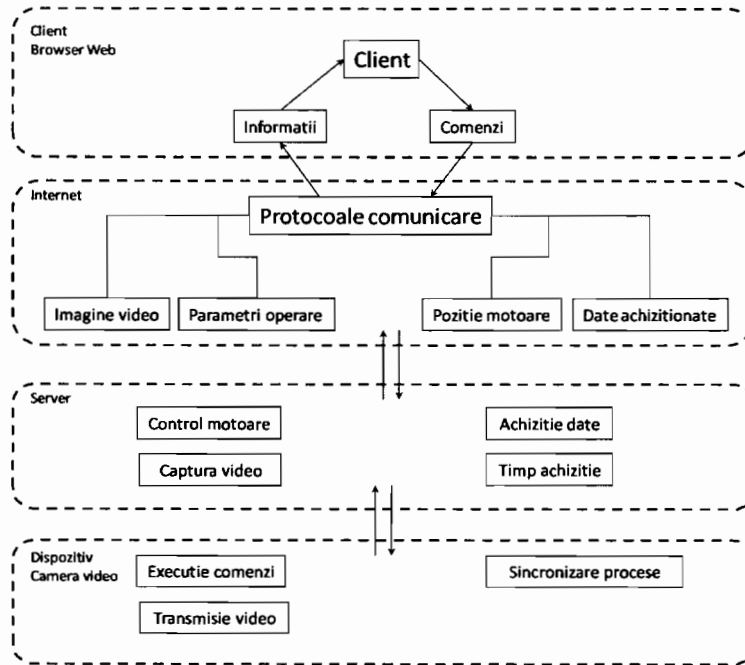 Client
Browser Web
Client
Informatii
Comenzi
Internet
Protocoale comunicare
Imagine video
Parametri operare
Pozitie motoare
Date achizitionate
Server
Control motoare
Achizitie date
Captura video
Timp achizitie
Dispozitiv
Camera video
Executie comenzi
Sincronizare procese
Transmisie video